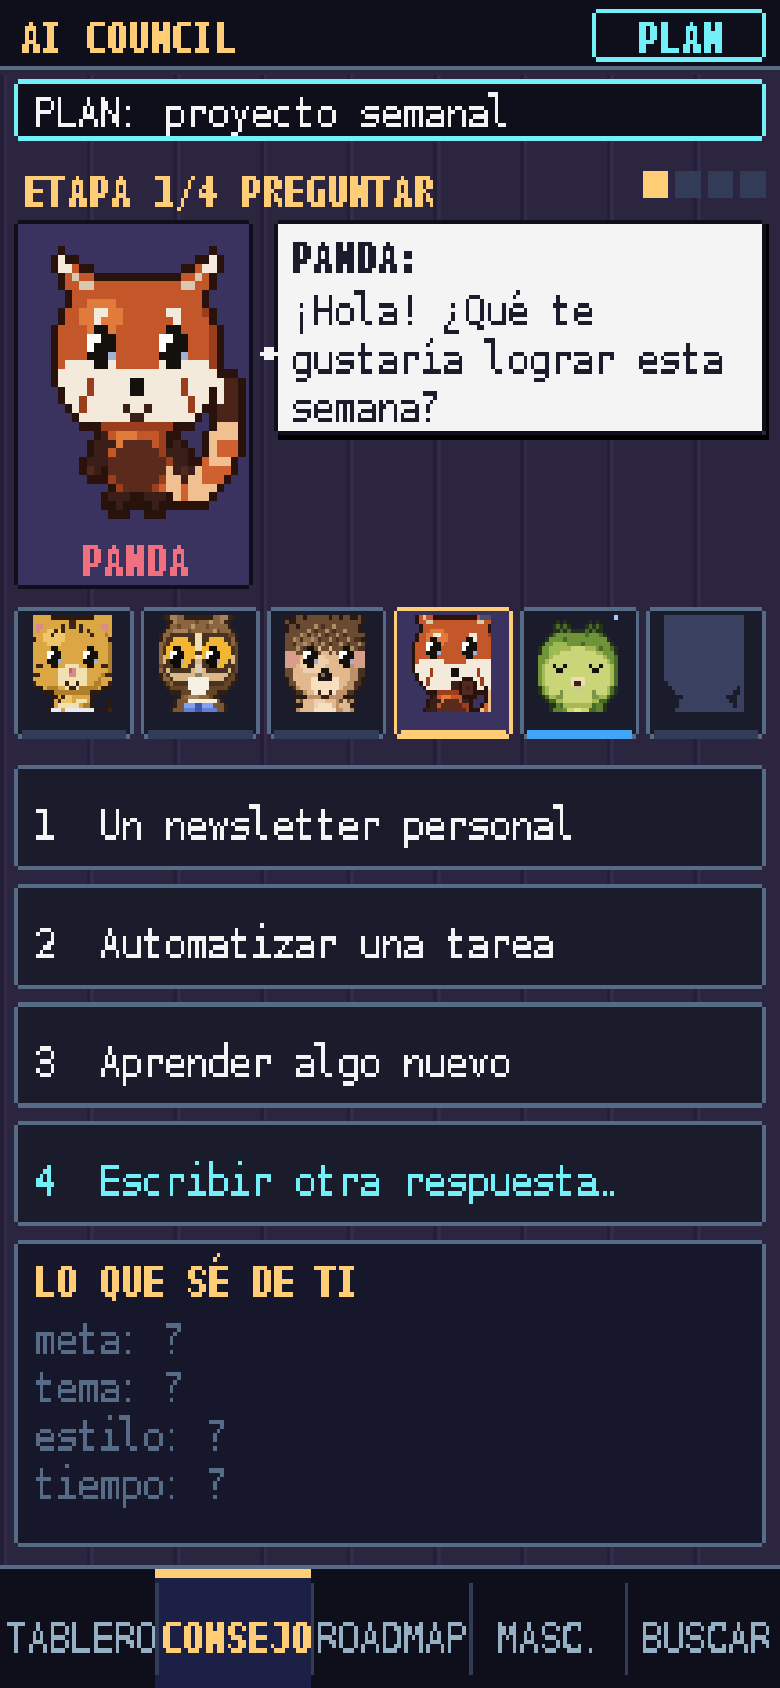 AI COUNCIL
PLAN
PLAN: proyecto semanal
ETAPA 1/4 PREGUNTAR
PANDA:
¡Hola! ¿Qué te
gustaría lograr esta
semana?
PANDA
1 Un newsletter personal
2 Automatizar una tarea
3 Aprender algo nuevo
4 Escribir otra respuesta…
LO QUE SÉ DE TI
meta: ?
tema: ?
estilo: ?
tiempo: ?
TABLERO CONSEJO ROADMAP MASC. BUSCAR